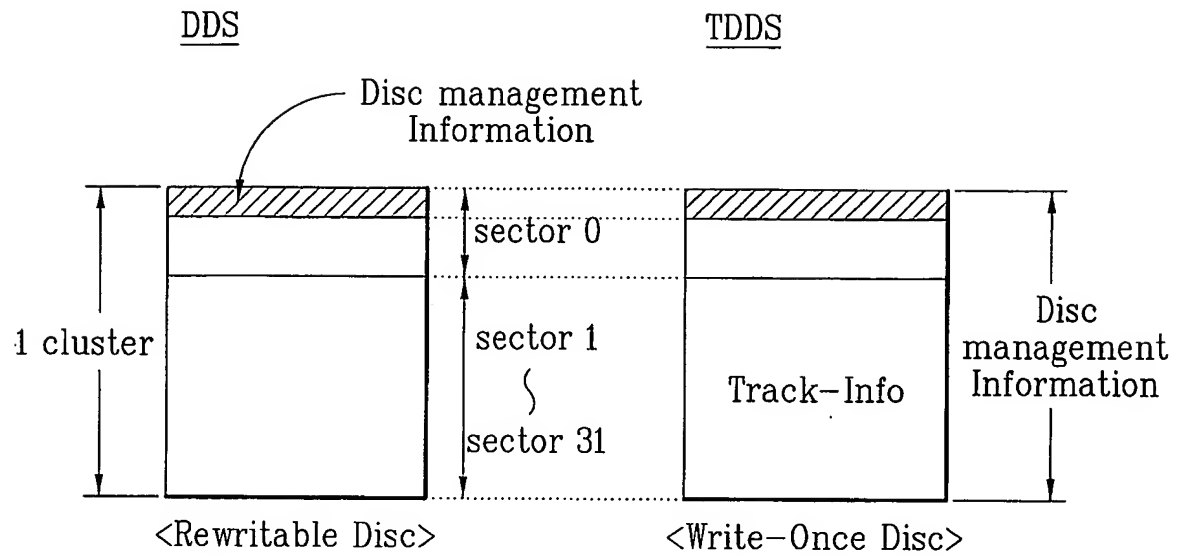 DDS
TDDS
Disc management
Information
sector 0
1 cluster
sector 1
sector 31
Track-Info
Disc
management
Information
<Rewritable Disc>
<Write-Once Disc>